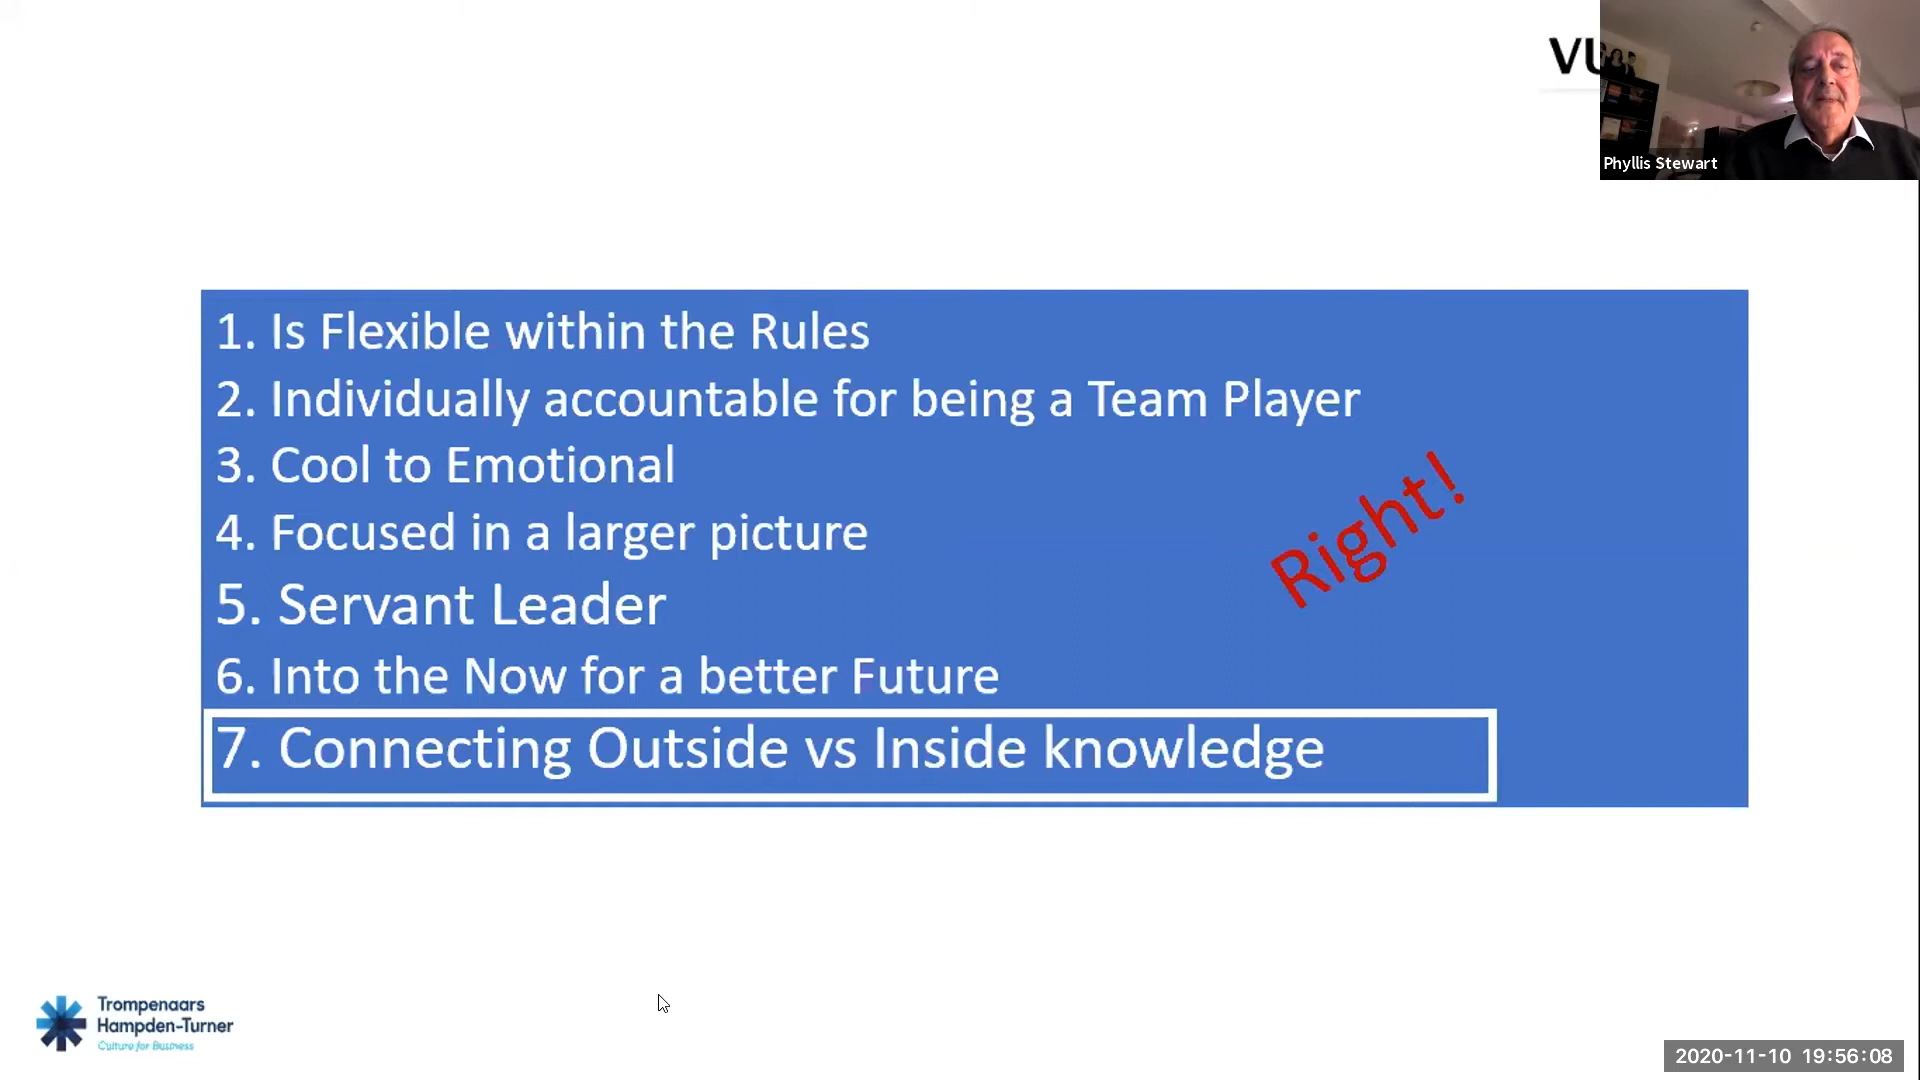 VU
Phyllis Stewart
1. Is Flexible within the Rules
2. Individually accountable for being a Team Player
3. Cool to Emotional
4. Focused in a larger picture
5. Servant Leader
6. Into the Now for a better Future
7. Connecting Outside vs Inside knowledge
Right!
Trompenaars
Hampden-Turner
Culture for Business
2020-11-10 19:56:08